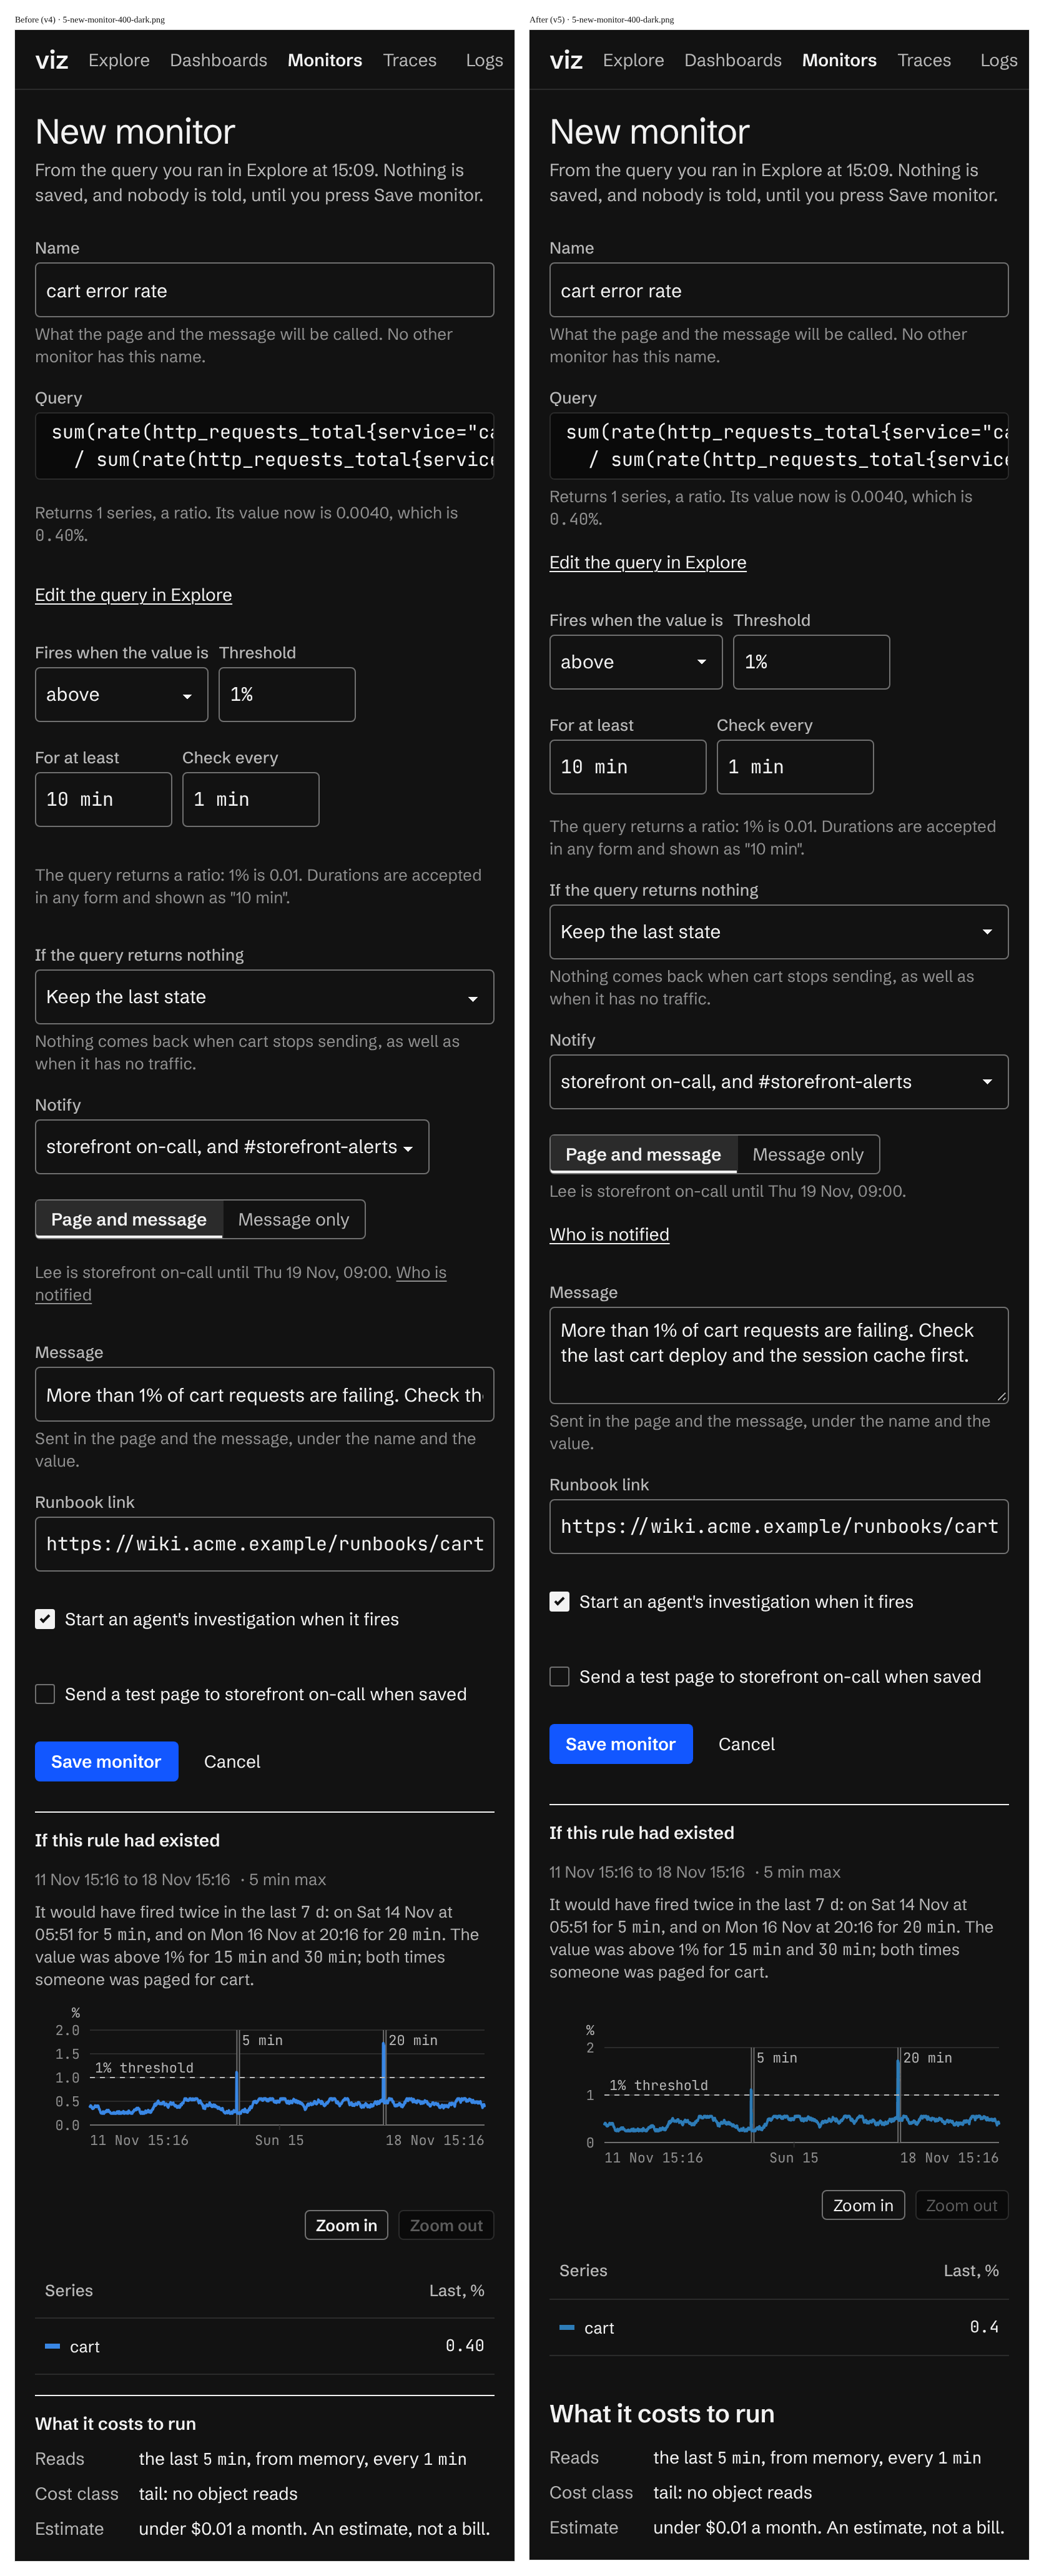 Before (v4) · 5-new-monitor-400-dark.png
viz Explore Dashboards Monitors Traces Logs
New monitor
From the query you ran in Explore at 15:09. Nothing is
saved, and nobody is told, until you press Save monitor.
Name
cart error rate
What the page and the message will be called. No other
monitor has this name.
Query
sum(rate(http_requests_total{service="ca
/ sum(rate(http_requests_total{service
Returns 1 series, a ratio. Its value now is 0.0040, which is
0.40%.
Edit the query in Explore
Fires when the value is Threshold
above 1%
For at least Check every
10 min 1 min
The query returns a ratio: 1% is 0.01. Durations are accepted
in any form and shown as "10 min".
If the query returns nothing
Keep the last state
Nothing comes back when cart stops sending, as well as
when it has no traffic.
Notify
storefront on-call, and #storefront-alerts
Page and message Message only
Lee is storefront on-call until Thu 19 Nov, 09:00. Who is
notified
Message
More than 1% of cart requests are failing. Check the
Sent in the page and the message, under the name and the
value.
Runbook link
https://wiki.acme.example/runbooks/cart
Start an agent's investigation when it fires
Send a test page to storefront on-call when saved
Save monitor Cancel
If this rule had existed
11 Nov 15:16 to 18 Nov 15:16 · 5 min max
It would have fired twice in the last 7 d: on Sat 14 Nov at
05:51 for 5 min, and on Mon 16 Nov at 20:16 for 20 min. The
value was above 1% for 15 min and 30 min; both times
someone was paged for cart.
%
2.0
5 min 20 min
1.5
1% threshold
1.0
0.5
0.0
11 Nov 15:16 Sun 15 18 Nov 15:16
Zoom in Zoom out
Series Last, %
cart 0.40
What it costs to run
Reads the last 5 min, from memory, every 1 min
Cost class tail: no object reads
Estimate under $0.01 a month. An estimate, not a bill.
After (v5) · 5-new-monitor-400-dark.png
viz Explore Dashboards Monitors Traces Logs
New monitor
From the query you ran in Explore at 15:09. Nothing is
saved, and nobody is told, until you press Save monitor.
Name
cart error rate
What the page and the message will be called. No other
monitor has this name.
Query
sum(rate(http_requests_total{service="ca
/ sum(rate(http_requests_total{service
Returns 1 series, a ratio. Its value now is 0.0040, which is
0.40%.
Edit the query in Explore
Fires when the value is Threshold
above 1%
For at least Check every
10 min 1 min
The query returns a ratio: 1% is 0.01. Durations are accepted
in any form and shown as "10 min".
If the query returns nothing
Keep the last state
Nothing comes back when cart stops sending, as well as
when it has no traffic.
Notify
storefront on-call, and #storefront-alerts
Page and message Message only
Lee is storefront on-call until Thu 19 Nov, 09:00.
Who is notified
Message
More than 1% of cart requests are failing. Check
the last cart deploy and the session cache first.
Sent in the page and the message, under the name and the
value.
Runbook link
https://wiki.acme.example/runbooks/cart
Start an agent's investigation when it fires
Send a test page to storefront on-call when saved
Save monitor Cancel
If this rule had existed
11 Nov 15:16 to 18 Nov 15:16 · 5 min max
It would have fired twice in the last 7 d: on Sat 14 Nov at
05:51 for 5 min, and on Mon 16 Nov at 20:16 for 20 min. The
value was above 1% for 15 min and 30 min; both times
someone was paged for cart.
%
2
5 min 20 min
1% threshold
1
0
11 Nov 15:16 Sun 15 18 Nov 15:16
Zoom in Zoom out
Series Last, %
cart 0.4
What it costs to run
Reads the last 5 min, from memory, every 1 min
Cost class tail: no object reads
Estimate under $0.01 a month. An estimate, not a bill.